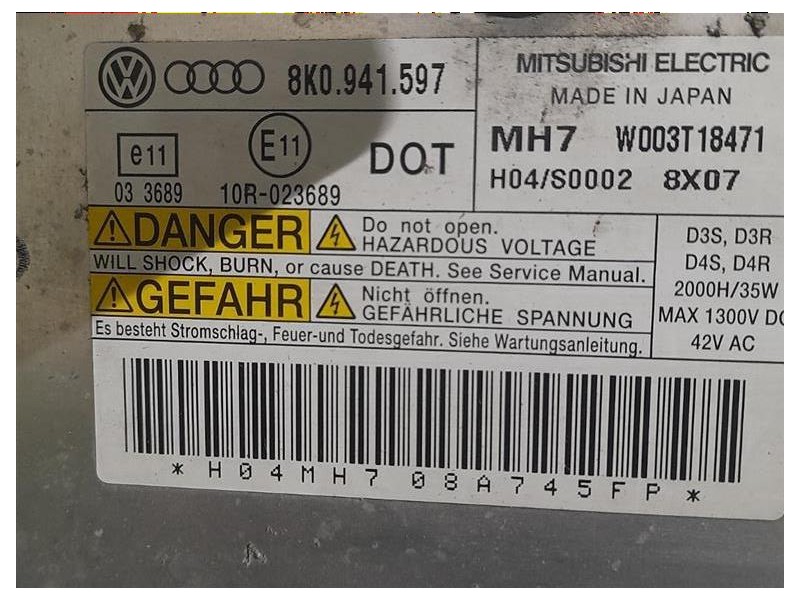 VW 8K0.941.597
MITSUBISHI ELECTRIC
MADE IN JAPAN
e11
E11
DOT
03 3689 10R-023689
MH7 W003T18471
H04/S0002 8X07
DANGER Do not open.
HAZARDOUS VOLTAGE
WILL SHOCK, BURN, or cause DEATH. See Service Manual.
GEFAHR Nicht öffnen.
GEFÄHRLICHE SPANNUNG
Es besteht Stromschlag-, Feuer-und Todesgefahr. Siehe Wartungsanleitung.
D3S, D3R
D4S, D4R
2000H/35W
MAX 1300V DC
42V AC
*H04MH708A745FP*